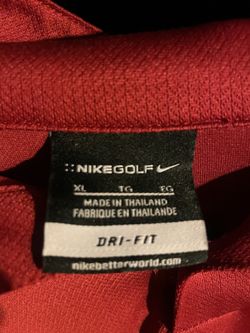 NIKEGOLF
XL TG EG
MADE IN THAILAND
FABRIQUE EN THAILANDE
DRI-FIT
nikebetterworld.com